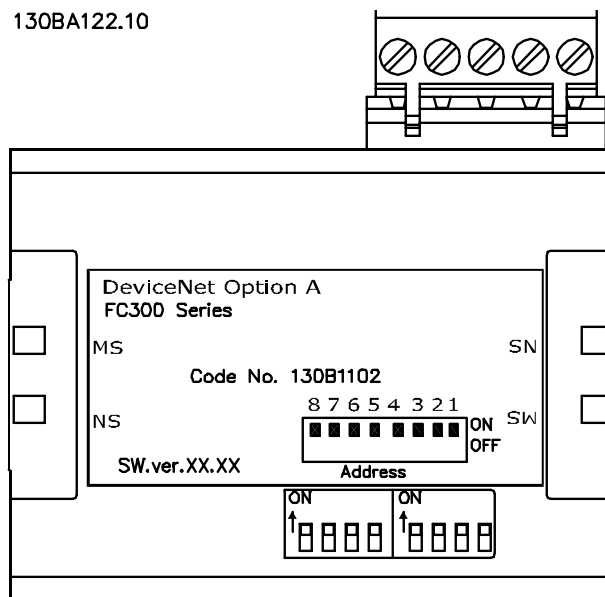 130BA122.10
DeviceNet Option A
FC300 Series
MS
SN
Code No. 130B1102
8 7 6 5 4 3 2 1
NS
ON
SW
OFF
SW.ver.XX.XX
Address
ON
ON